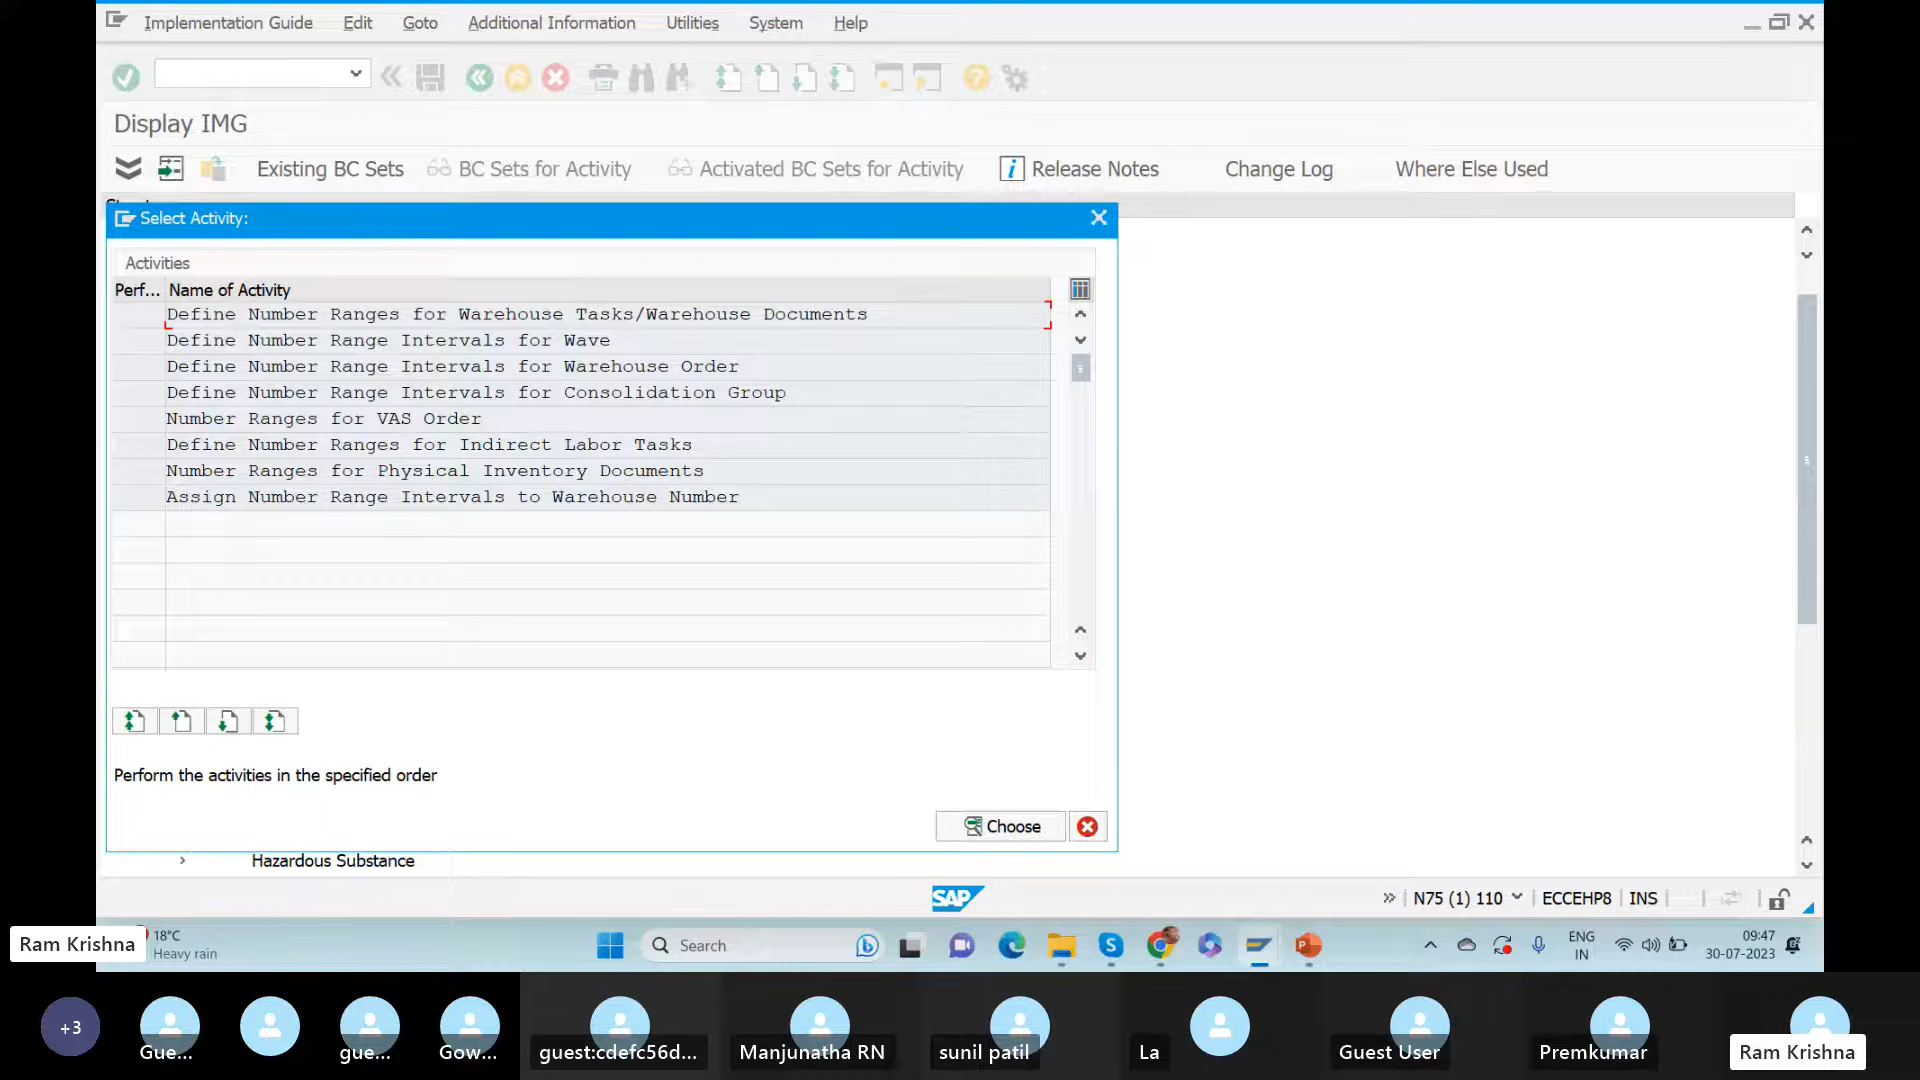 Implementation Guide Edit Goto Additional Information Utilities System Help
Display IMG
Existing BC Sets BC Sets for Activity Activated BC Sets for Activity Release Notes Change Log Where Else Used
Select Activity:
Activities
Perf... Name of Activity
Define Number Ranges for Warehouse Tasks/Warehouse Documents
Define Number Range Intervals for Wave
Define Number Range Intervals for Warehouse Order
Define Number Range Intervals for Consolidation Group
Number Ranges for VAS Order
Define Number Ranges for Indirect Labor Tasks
Number Ranges for Physical Inventory Documents
Assign Number Range Intervals to Warehouse Number
Perform the activities in the specified order
Choose
Hazardous Substance
SAP N75 (1) 110 ECCEHP8 INS
Ram Krishna
18°C
Heavy rain
Search
ENG
IN
09:47
30-07-2023
+3
Gue...
gue...
Gow...
guest:cdefc56d...
Manjunatha RN
sunil patil
La
Guest User
Premkumar
Ram Krishna